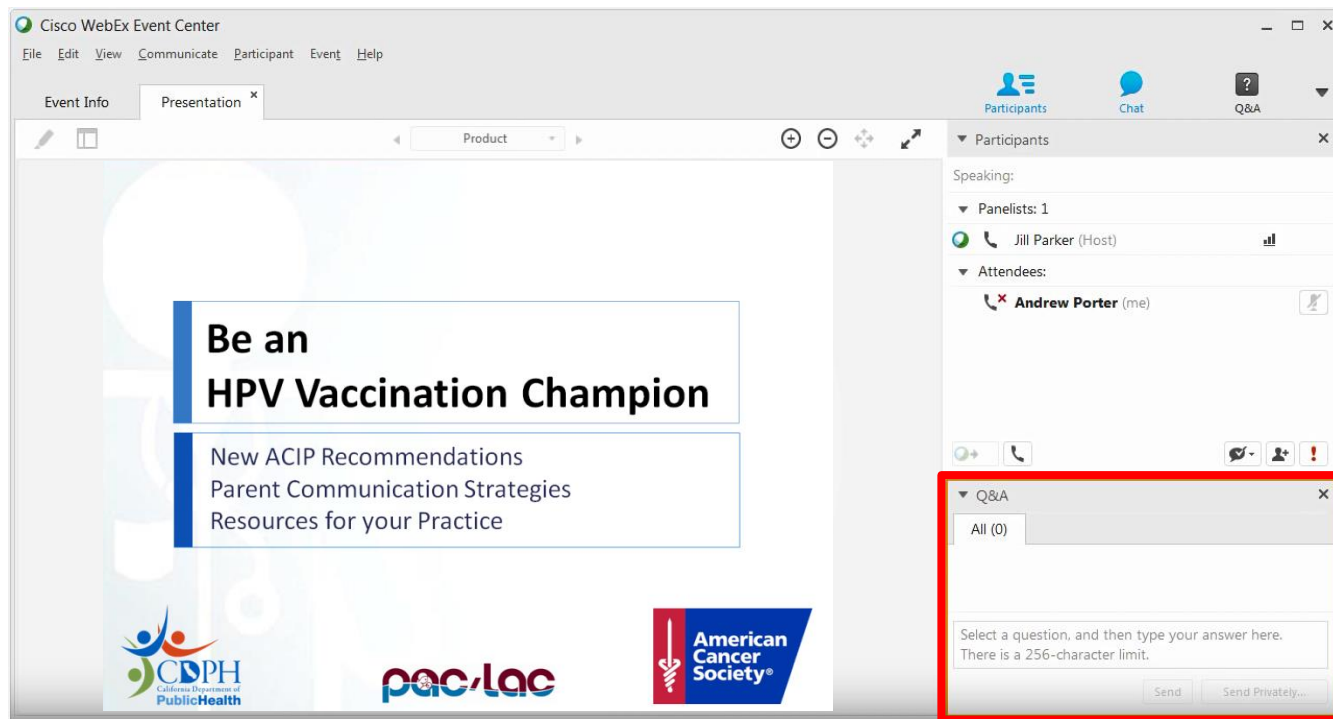 Cisco WebEx Event Center
File Edit View Communicate Participant Event Help
Event Info
Presentation
Participants
Chat
Q&A
Product
Participants
Speaking:
Panelists: 1
Jill Parker (Host)
Attendees:
Andrew Porter (me)
Be an
HPV Vaccination Champion
New ACIP Recommendations
Parent Communication Strategies
Resources for your Practice
CDPH
California Department of
PublicHealth
pac/lac
American
Cancer
Society®
Q&A
All (0)
Select a question, and then type your answer here.
There is a 256-character limit.
Send
Send Privately...